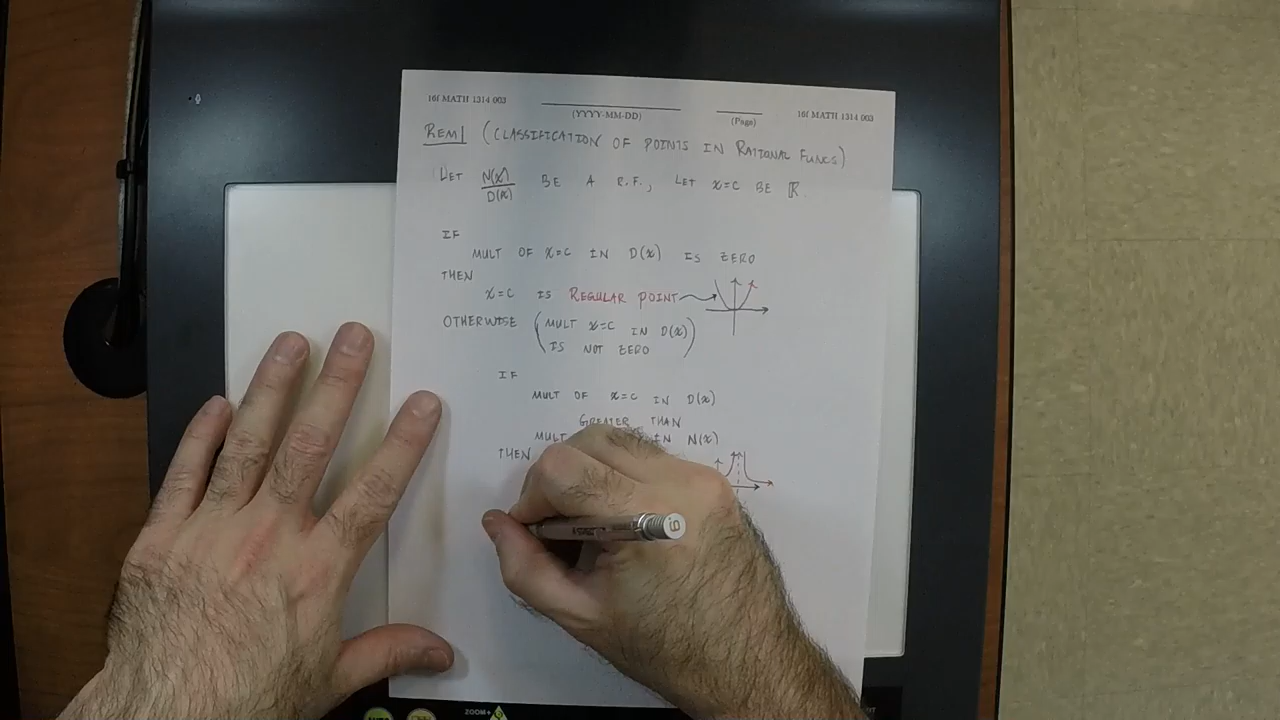 16f MATH 1314 003
(YYYY-MM-DD)
(Page)
16f MATH 1314 003
REM| (CLASSIFICATION OF POINTS IN RATIONAL FUNCS)
LET N(x)/D(x) BE A R.F., LET x=C BE ℝ.
IF
MULT OF x=C IN D(x) IS ZERO
THEN
x=C IS REGULAR POINT
OTHERWISE (MULT x=C IN D(x)
IS NOT ZERO)
IF
MULT OF x=C IN D(x)
GREATER THAN
MULT IN N(x)
THEN
ZOOM+